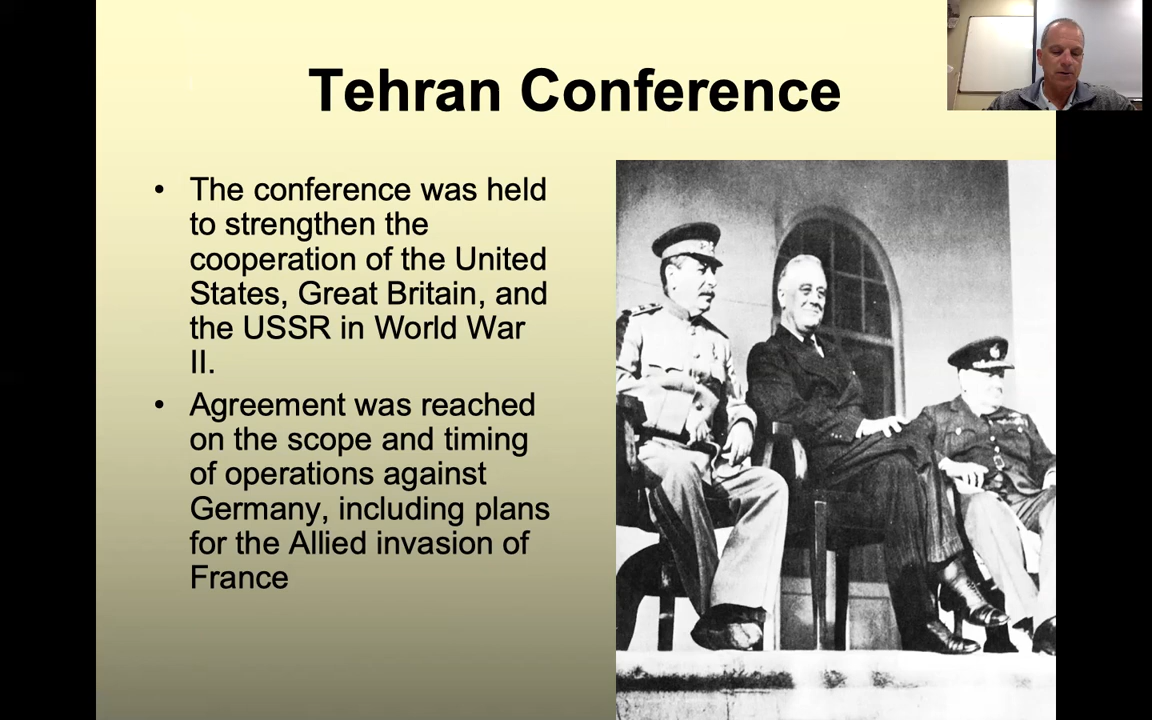 Tehran Conference
• The conference was held
to strengthen the
cooperation of the United
States, Great Britain, and
the USSR in World War
II.
• Agreement was reached
on the scope and timing
of operations against
Germany, including plans
for the Allied invasion of
France